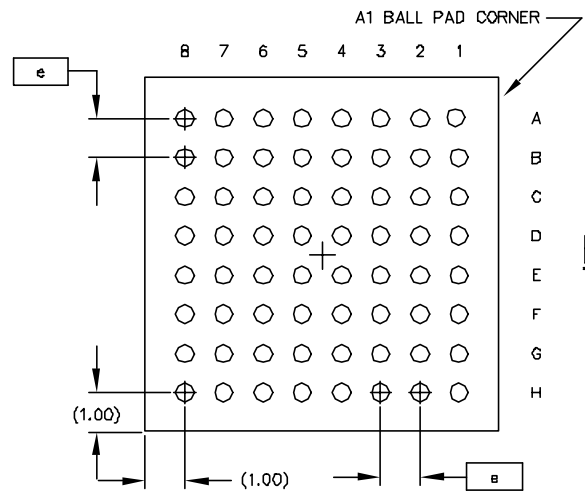 A1 BALL PAD CORNER
8 7 6 5 4 3 2 1
e
A
B
C
D
E
F
G
H
(1.00)
(1.00)
e